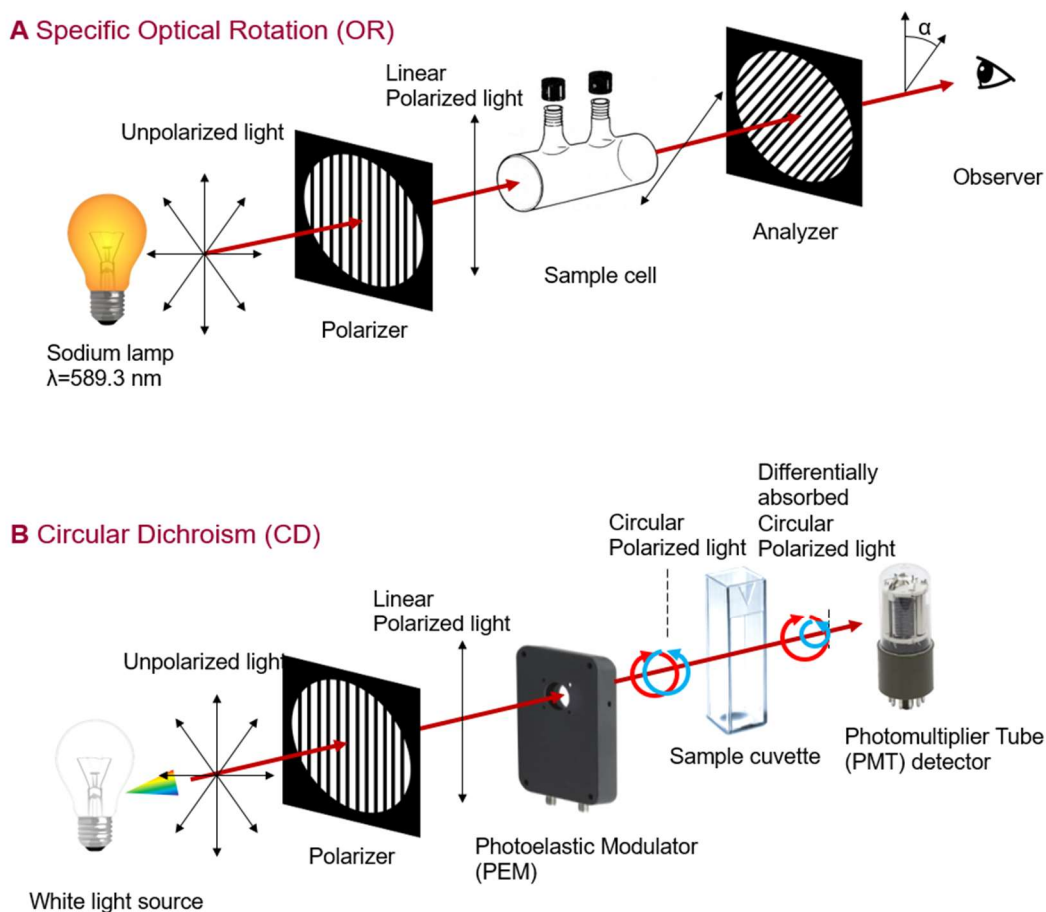 A Specific Optical Rotation (OR)
α
Linear
Polarized light
Unpolarized light
Observer
Analyzer
Sample cell
Polarizer
Sodium lamp
λ=589.3 nm
B Circular Dichroism (CD)
Differentially
absorbed
Circular
Polarized light
Circular
Polarized light
Linear
Polarized light
Unpolarized light
Photomultiplier Tube
(PMT) detector
Sample cuvette
Photoelastic Modulator
(PEM)
Polarizer
White light source